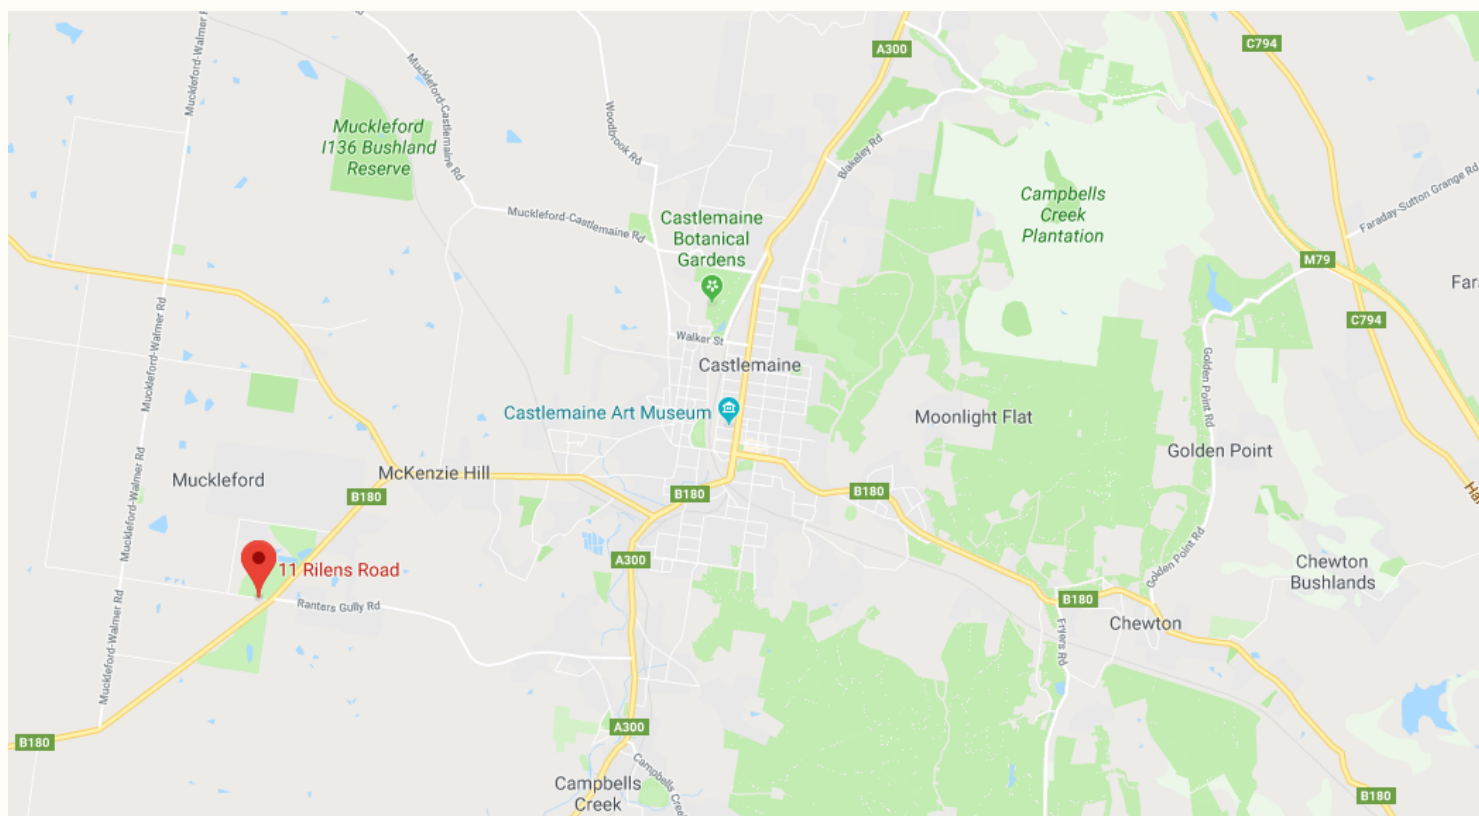 A300
C794
Muckleford-Walmer Rd
Muckleford-Castlemaine Rd
Woodbrook Rd
Muckleford
I136 Bushland
Reserve
Blakeley Rd
Faraday-Sutton Grange Rd
Campbells
Creek
Plantation
Muckleford-Castlemaine Rd
Castlemaine
Botanical
Gardens
M79
C794
Muckleford-Walmer Rd
Walker St
Castlemaine
Golden Point Rd
Castlemaine Art Museum
Moonlight Flat
Golden Point
Muckleford-Walmer Rd
Muckleford
McKenzie Hill
B180
B180
B180
A300
Golden Point Rd
Chewton
Bushlands
11 Rilens Road
Ranters Gully Rd
B180
Chewton
Fryers Rd
Muckleford-Walmer Rd
A300
B180
Campbells
Creek
B180